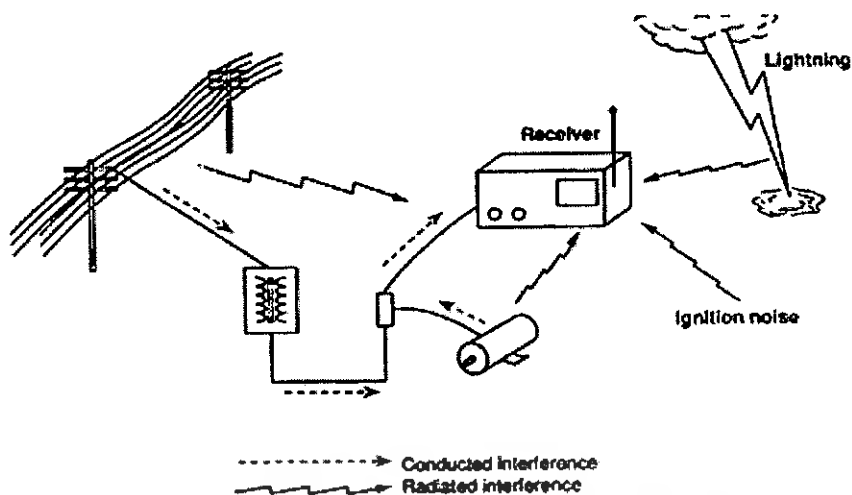 Lightning
Receiver
Ignition noise
Conducted interference
Radiated interference